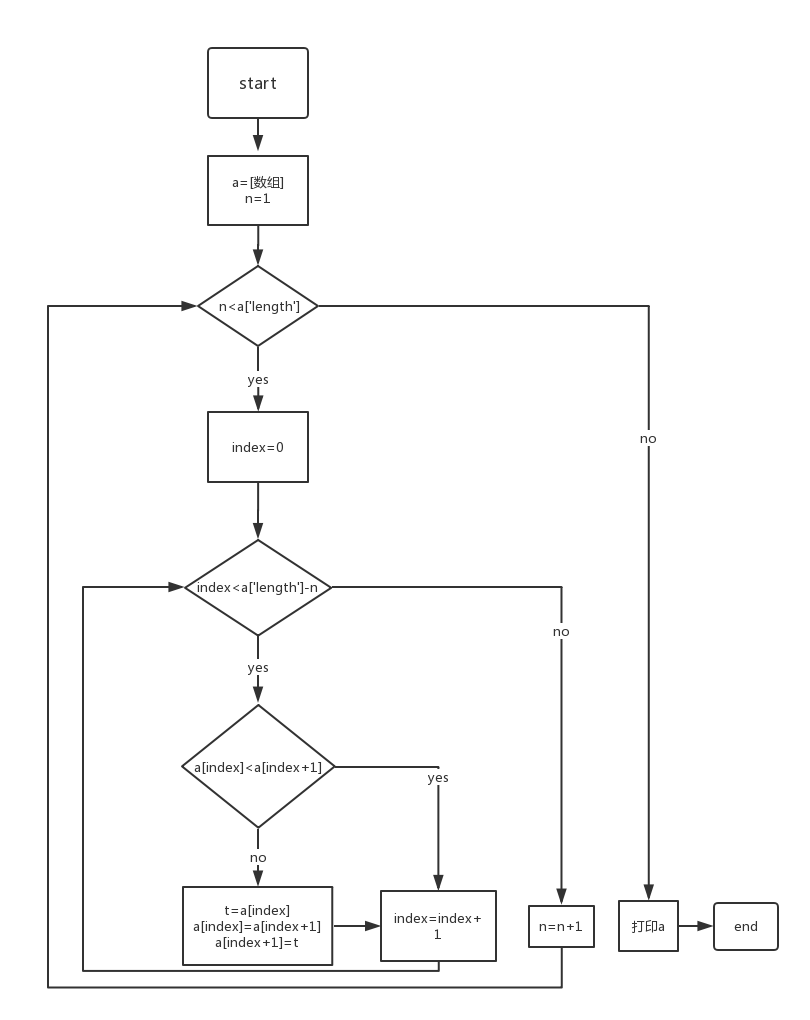 start
a=[数组]
n=1
n<a['length']
yes
no
index=0
index<a['length']-n
no
yes
a[index]<a[index+1]
yes
no
t=a[index]
a[index]=a[index+1]
a[index+1]=t
index=index+
1
n=n+1
打印a
end